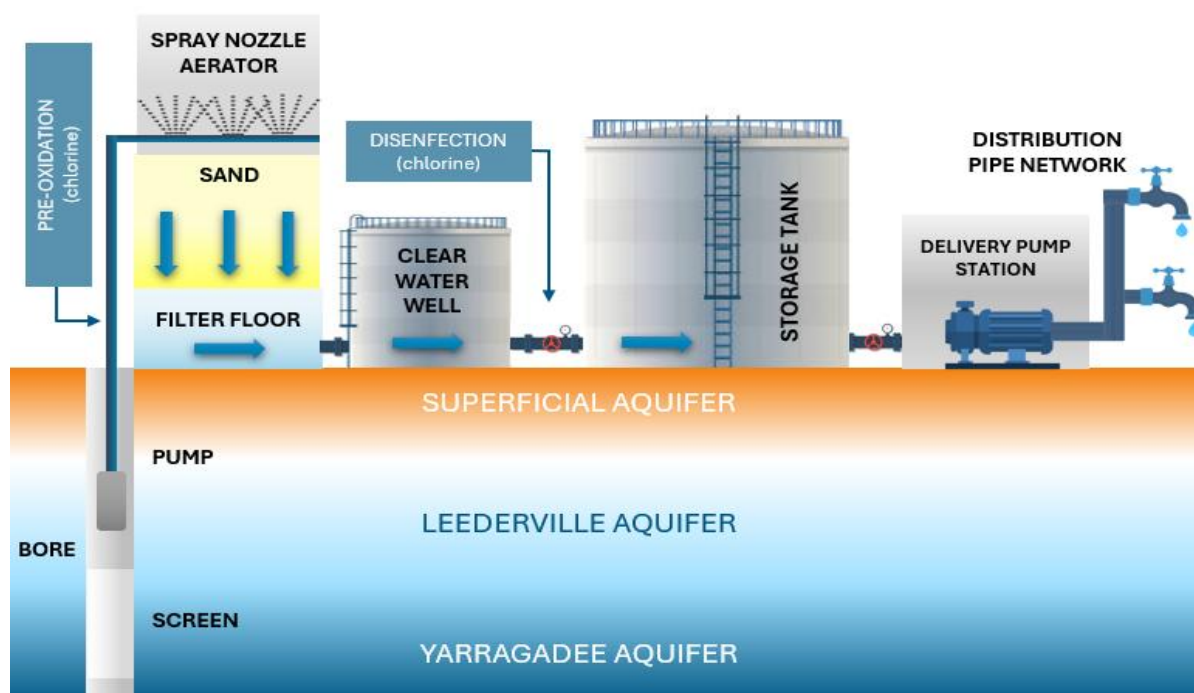 SPRAY NOZZLE
AERATOR
PRE-OXIDATION
(chlorine)
SAND
FILTER FLOOR
DISENFECTION
(chlorine)
CLEAR
WATER
WELL
STORAGE TANK
DISTRIBUTION
PIPE NETWORK
DELIVERY PUMP
STATION
SUPERFICIAL AQUIFER
PUMP
LEEDERVILLE AQUIFER
BORE
SCREEN
YARRAGADEE AQUIFER